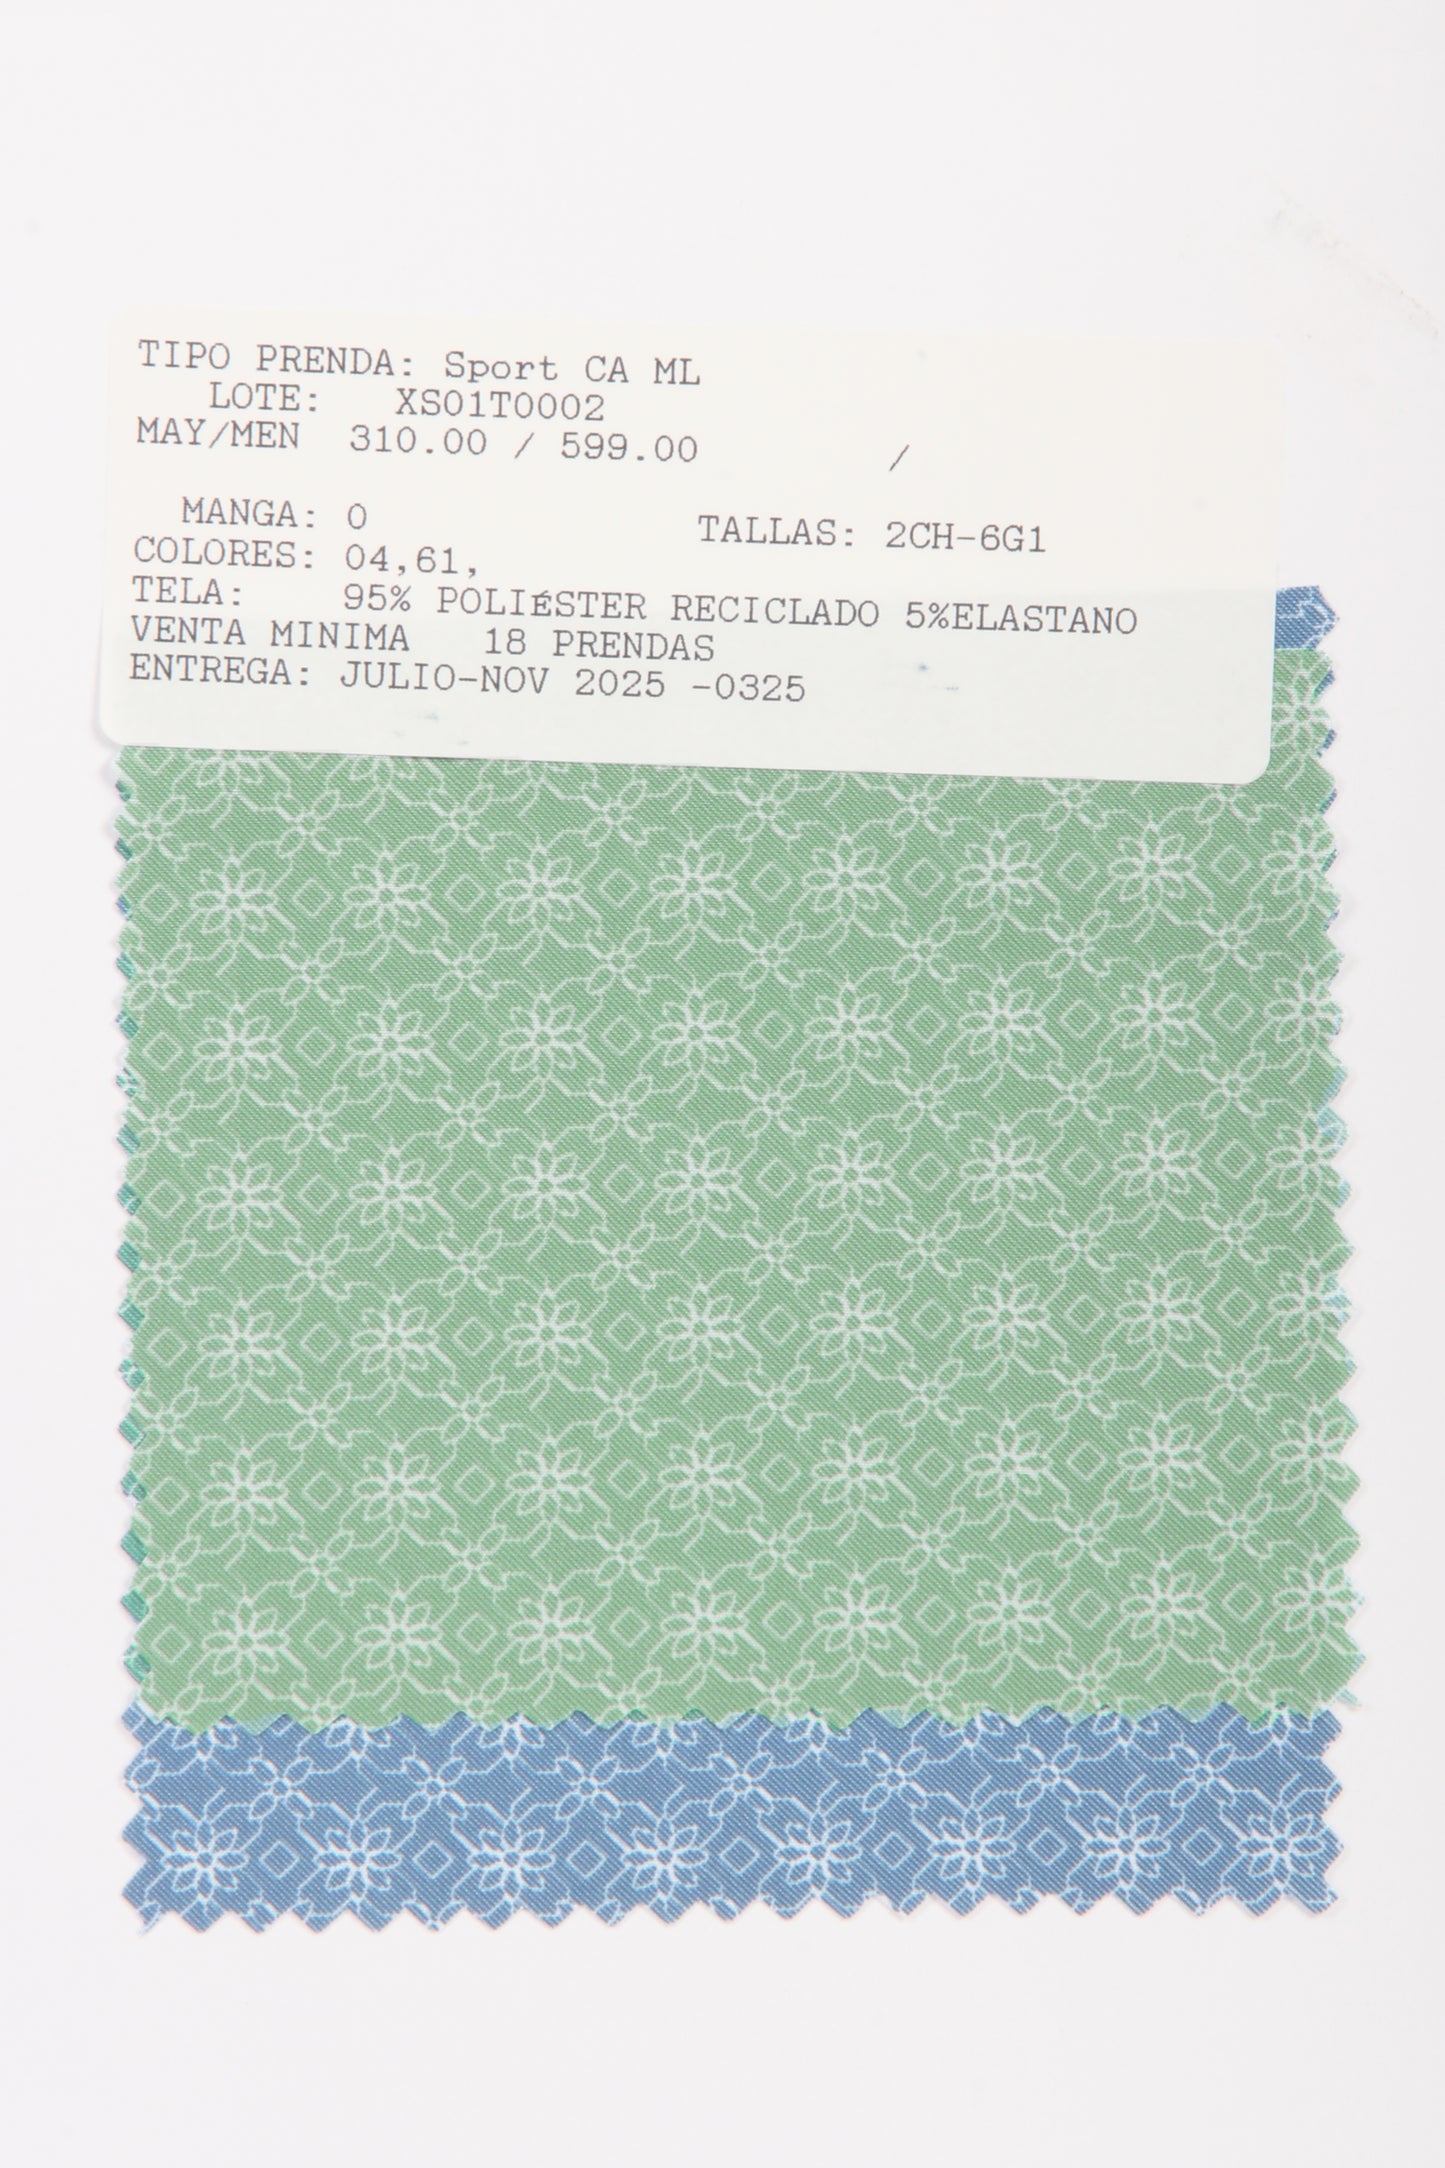 TIPO PRENDA: Sport CA ML
LOTE: XS01T0002
MAY/MEN 310.00 / 599.00 /
MANGA: 0 TALLAS: 2CH-6G1
COLORES: 04,61,
TELA: 95% POLIÉSTER RECICLADO 5%ELASTANO
VENTA MINIMA 18 PRENDAS
ENTREGA: JULIO-NOV 2025 -0325